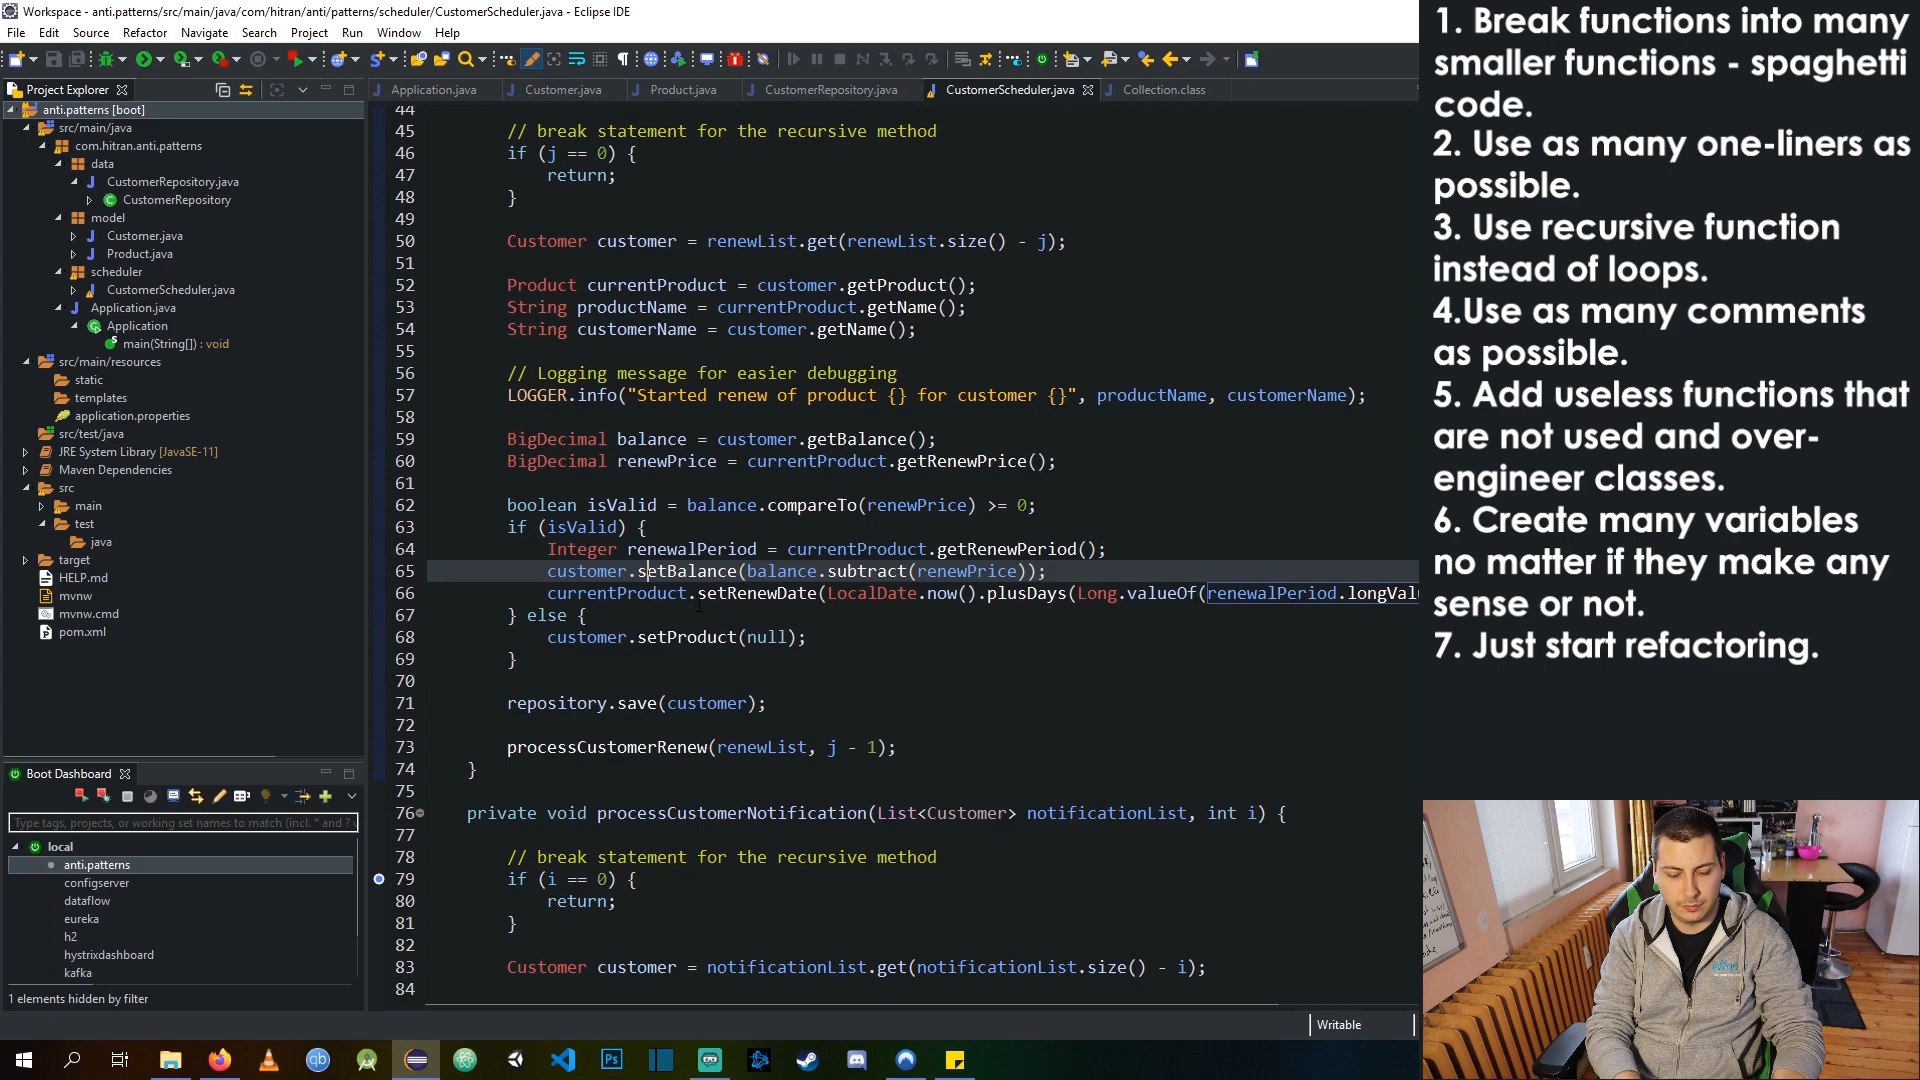 Workspace - anti.patterns/src/main/java/com/hitran/anti/patterns/scheduler/CustomerScheduler.java - Eclipse IDE
File Edit Source Refactor Navigate Search Project Run Window Help
Project Explorer
anti.patterns [boot]
src/main/java
com.hitran.anti.patterns
data
CustomerRepository.java
CustomerRepository
model
Customer.java
Product.java
scheduler
CustomerScheduler.java
Application.java
Application
main(String[]) : void
src/main/resources
static
templates
application.properties
src/test/java
JRE System Library [JavaSE-11]
Maven Dependencies
src
main
test
java
target
HELP.md
mvnw
mvnw.cmd
pom.xml
Boot Dashboard
Type tags, projects, or working set names to match (incl. * and ?
local
anti.patterns
configserver
dataflow
eureka
h2
hystrixdashboard
kafka
1 elements hidden by filter
Application.java Customer.java Product.java CustomerRepository.java CustomerScheduler.java Collection.class
44
45 // break statement for the recursive method
46 if (j == 0) {
47 return;
48 }
49
50 Customer customer = renewList.get(renewList.size() - j);
51
52 Product currentProduct = customer.getProduct();
53 String productName = currentProduct.getName();
54 String customerName = customer.getName();
55
56 // Logging message for easier debugging
57 LOGGER.info("Started renew of product {} for customer {}", productName, customerName);
58
59 BigDecimal balance = customer.getBalance();
60 BigDecimal renewPrice = currentProduct.getRenewPrice();
61
62 boolean isValid = balance.compareTo(renewPrice) >= 0;
63 if (isValid) {
64 Integer renewalPeriod = currentProduct.getRenewPeriod();
65 customer.setBalance(balance.subtract(renewPrice));
66 currentProduct.setRenewDate(LocalDate.now().plusDays(Long.valueOf(renewalPeriod.longValu
67 } else {
68 customer.setProduct(null);
69 }
70
71 repository.save(customer);
72
73 processCustomerRenew(renewList, j - 1);
74 }
75
76 private void processCustomerNotification(List<Customer> notificationList, int i) {
77
78 // break statement for the recursive method
79 if (i == 0) {
80 return;
81 }
82
83 Customer customer = notificationList.get(notificationList.size() - i);
84
Writable
1. Break functions into many
smaller functions - spaghetti
code.
2. Use as many one-liners as
possible.
3. Use recursive function
instead of loops.
4.Use as many comments
as possible.
5. Add useless functions that
are not used and over-
engineer classes.
6. Create many variables
no matter if they make any
sense or not.
7. Just start refactoring.